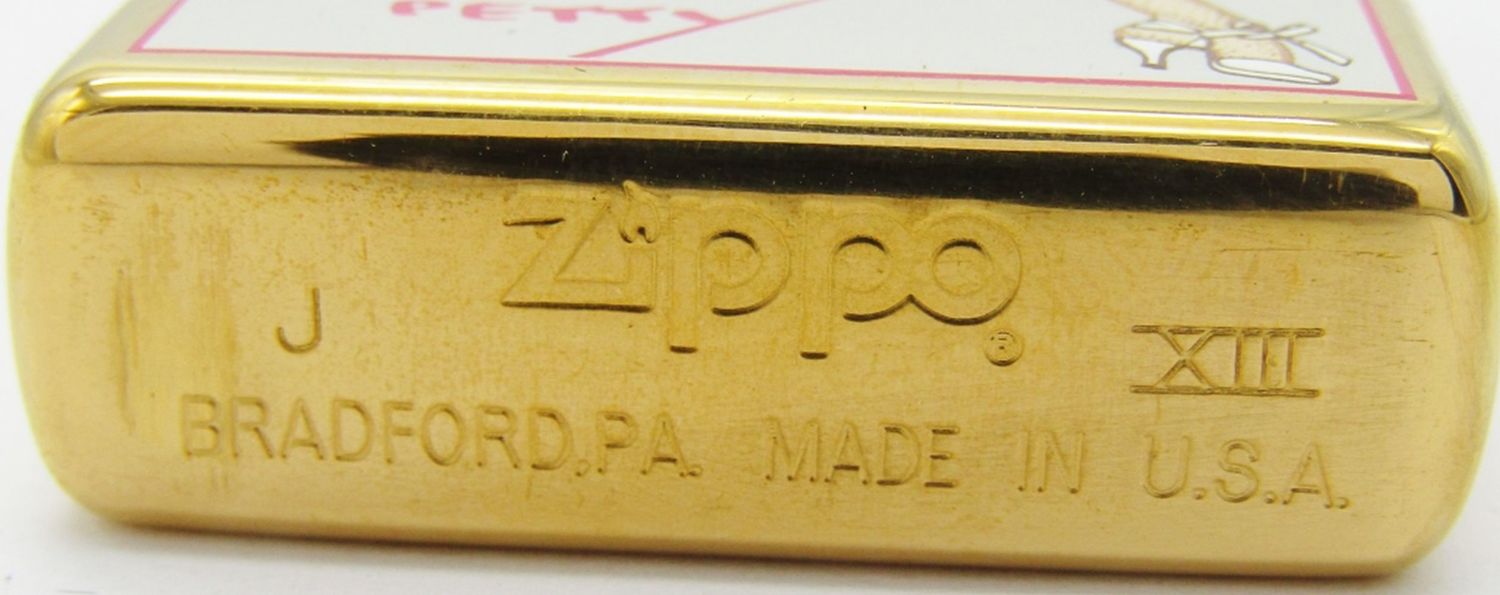 PETTY
Zippo®
J XIII
BRADFORD,PA. MADE IN U.S.A.